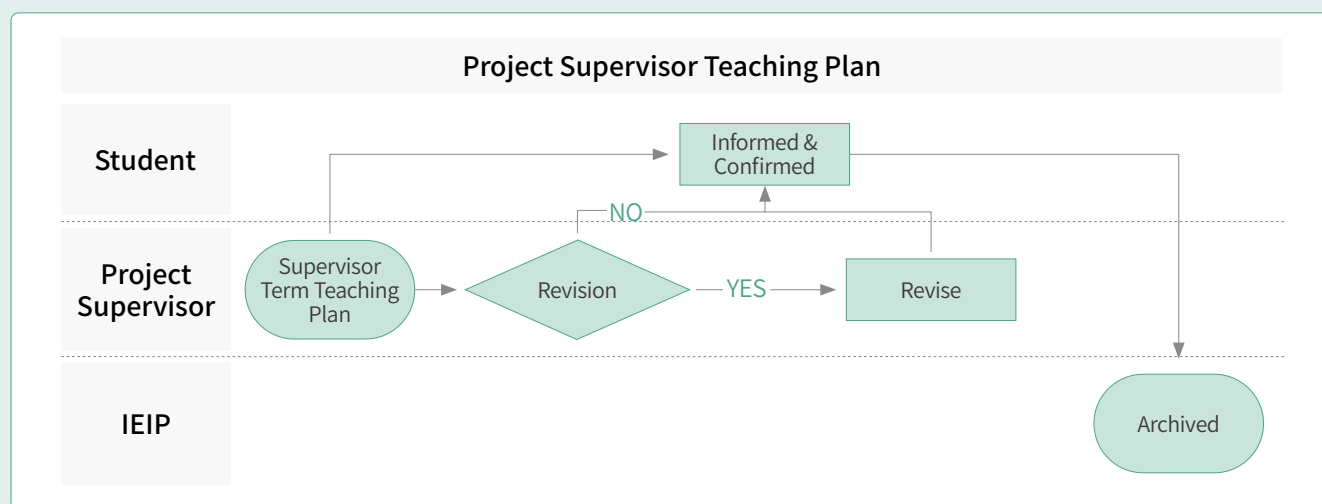 Project Supervisor Teaching Plan
Student
Informed &
Confirmed
NO
Project
Supervisor
Supervisor
Term Teaching
Plan
Revision
YES
Revise
IEIP
Archived